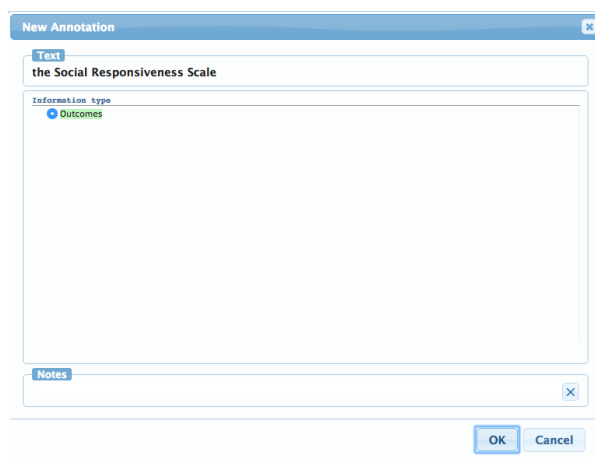 New Annotation
Text
the Social Responsiveness Scale
Information type
Outcomes
Notes
OK Cancel